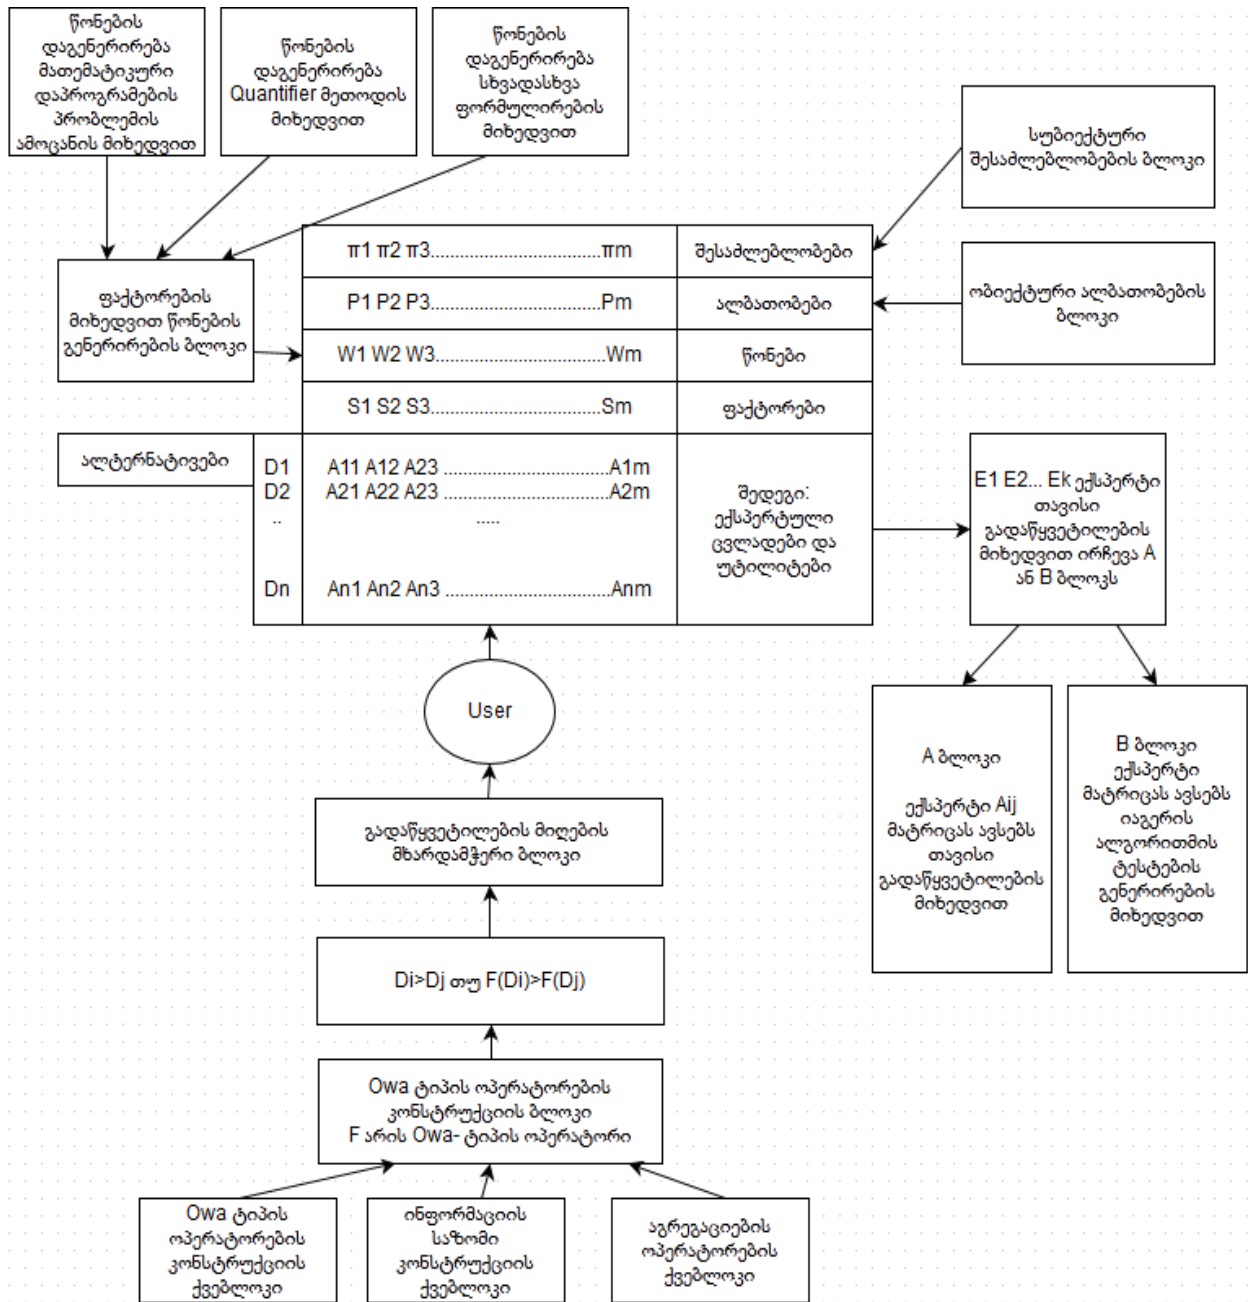 წონების
დაგენერირება
მათემატიკური
დაპროგრამების
პრობლემის
ამოცანის მიხედვით
წონების
დაგენერირება
Quantifier მეთოდის
მიხედვით
წონების
დაგენერირება
სხვადასხვა
ფორმულირების
მიხედვით
სუბიექტური
შესაძლებლობების ბლოკი
ფაქტორების
მიხედვით წონების
გენერირების ბლოკი
π1 π2 π3..................................πm
შესაძლებლობები
P1 P2 P3..................................Pm
ალბათობები
ობიექტური ალბათობების
ბლოკი
W1 W2 W3..................................Wm
წონები
S1 S2 S3..................................Sm
ფაქტორები
ალტერნატივები
D1
A11 A12 A23 .................................A1m
D2
A21 A22 A23 .................................A2m
..
.....
Dn
An1 An2 An3 .................................Anm
შედეგი:
ექსპერტული
ცვლადები და
უტილიტები
E1 E2... Ek ექსპერტი
თავისი
გადაწყვეტილების
მიხედვით ირჩევა A
ან B ბლოკს
User
A ბლოკი
ექსპერტი Aij
მატრიცას ავსებს
თავისი
გადაწყვეტილების
მიხედვით
B ბლოკი
ექსპერტი
მატრიცას ავსებს
იაგერის
ალგორითმის
ტესტების
გენერირების
მიხედვით
გადაწყვეტილების მიღების
მხარდამჭერი ბლოკი
Di>Dj თუ F(Di)>F(Dj)
Owa ტიპის ოპერატორების
კონსტრუქციის ბლოკი
F არის Owa- ტიპის ოპერატორი
Owa ტიპის
ოპერატორების
კონსტრუქციის
ქვებლოკი
ინფორმაციის
საზომი
კონსტრუქციის
ქვებლოკი
აგრეგაციების
ოპერატორების
ქვებლოკი